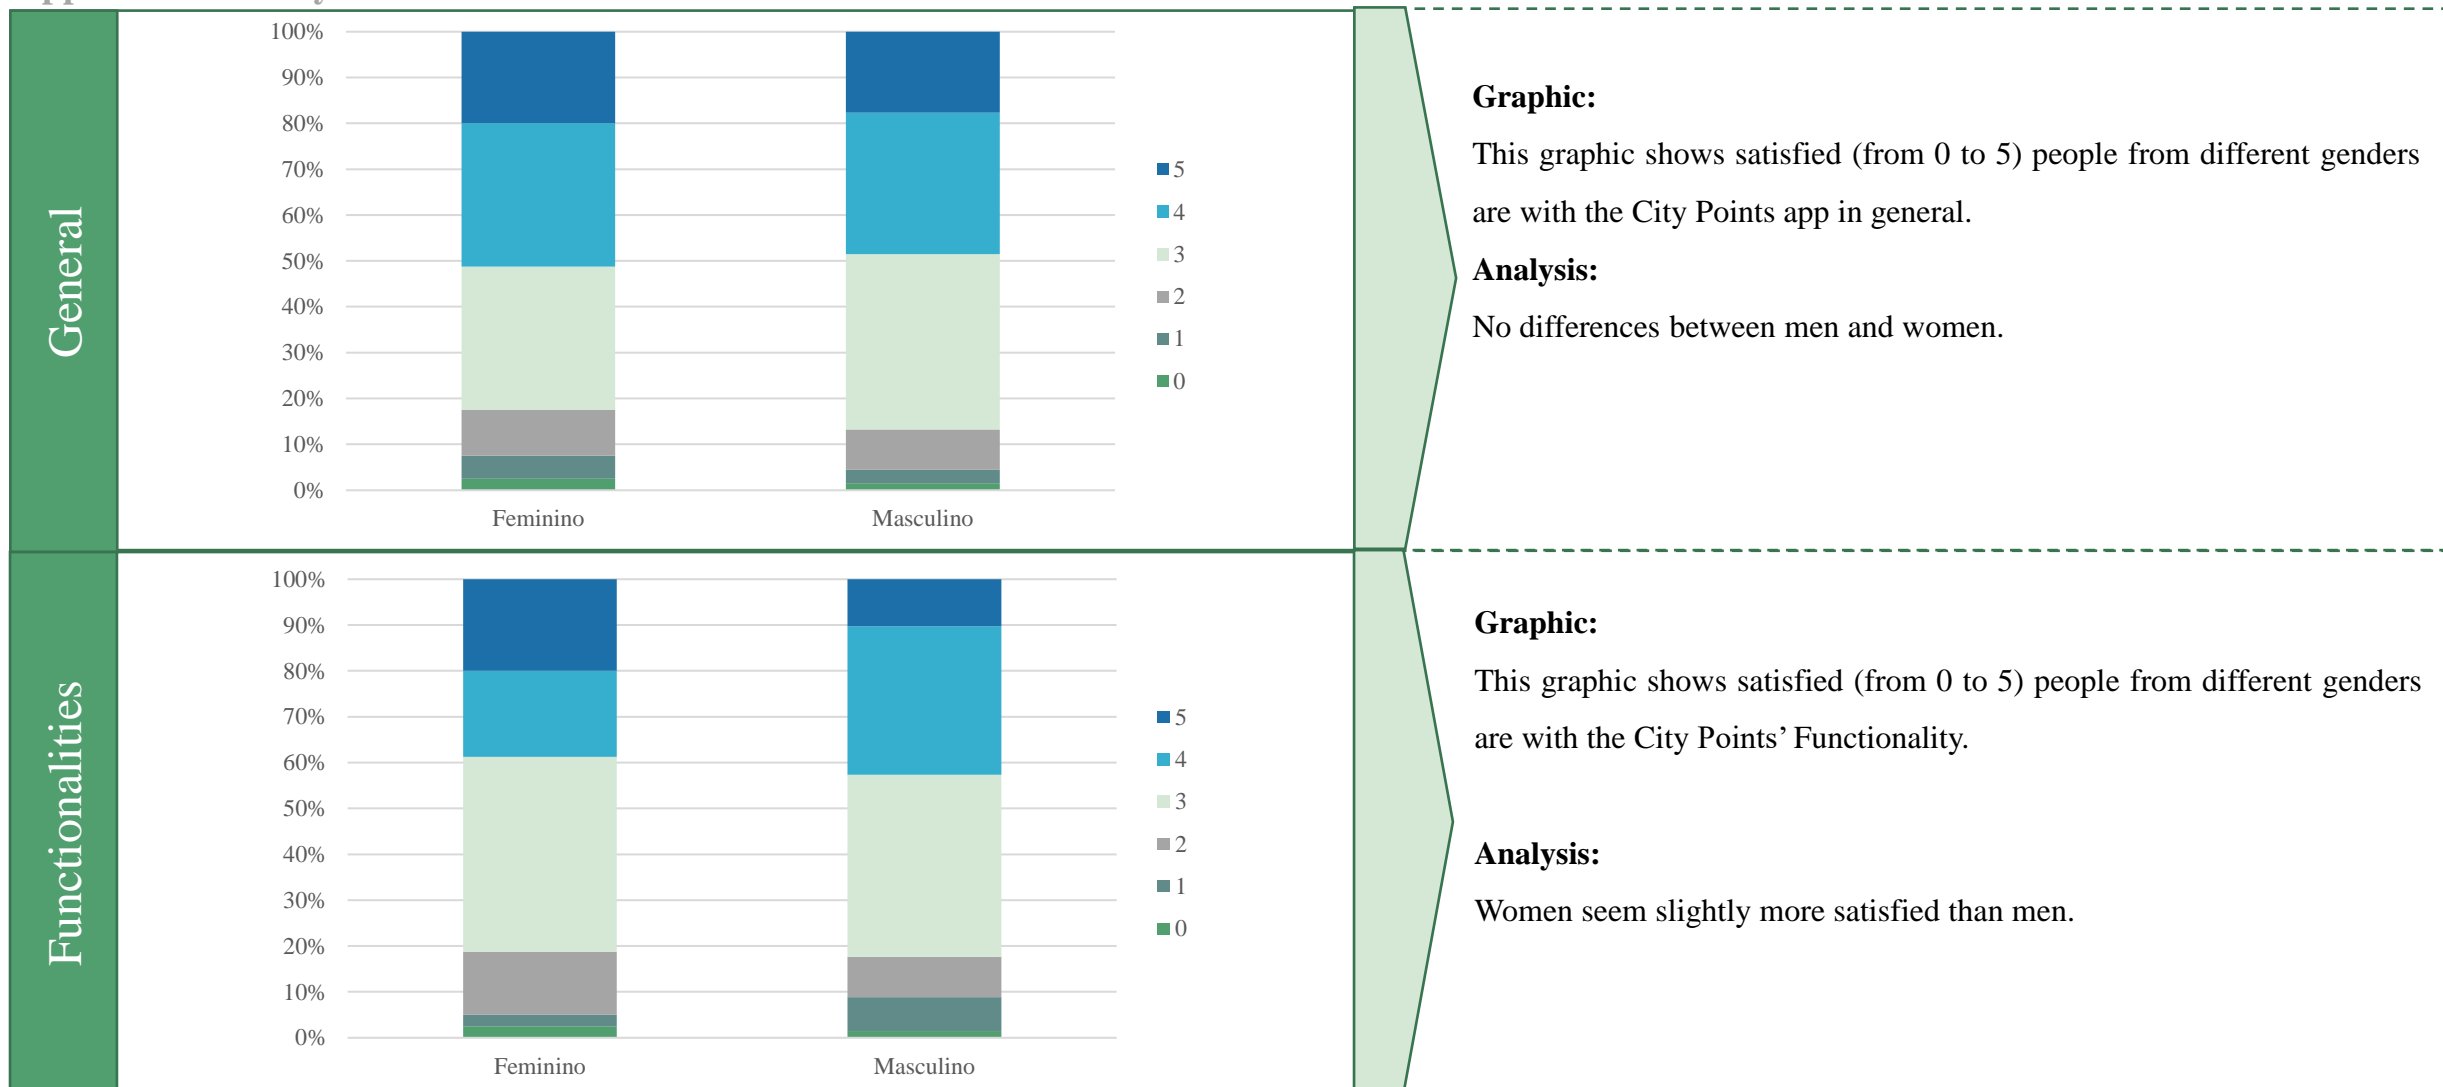 General
100%
90%
80%
70%
60%
50%
40%
30%
20%
10%
0%
Feminino
Masculino
5
4
3
2
1
0
Graphic:
This graphic shows satisfied (from 0 to 5) people from different genders
are with the City Points app in general.
Analysis:
No differences between men and women.
Functionalities
100%
90%
80%
70%
60%
50%
40%
30%
20%
10%
0%
Feminino
Masculino
5
4
3
2
1
0
Graphic:
This graphic shows satisfied (from 0 to 5) people from different genders
are with the City Points’ Functionality.
Analysis:
Women seem slightly more satisfied than men.